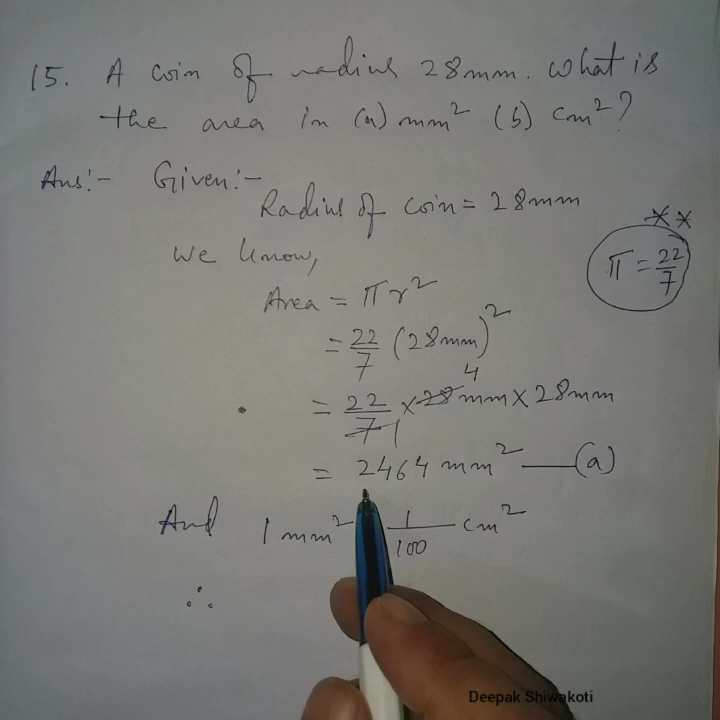 15. A coin of radius 28mm. What is
the area in (a) mm² (b) cm²?
Ans:- Given:-
Radius of coin = 28mm
We know,
** π = 22/7
Area = πr²
= 22/7 (28mm)²
= 22/7 1 × 28 4 mm × 28mm
= 2464 mm² — (a)
And 1 mm² 1/100 cm²
∴
Deepak Shiwakoti